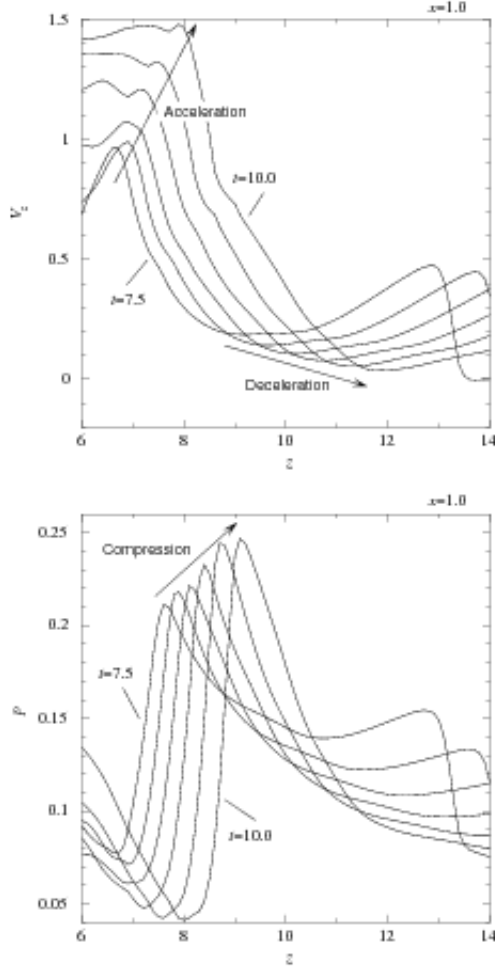 x=1.0
1.5
Acceleration
1
t=10.0
Vz
0.5
t=7.5
0
Deceleration
6 8 10 12 14
z
x=1.0
0.25
Compression
0.2
t=7.5
P
0.15
0.1
t=10.0
0.05
6 8 10 12 14
z